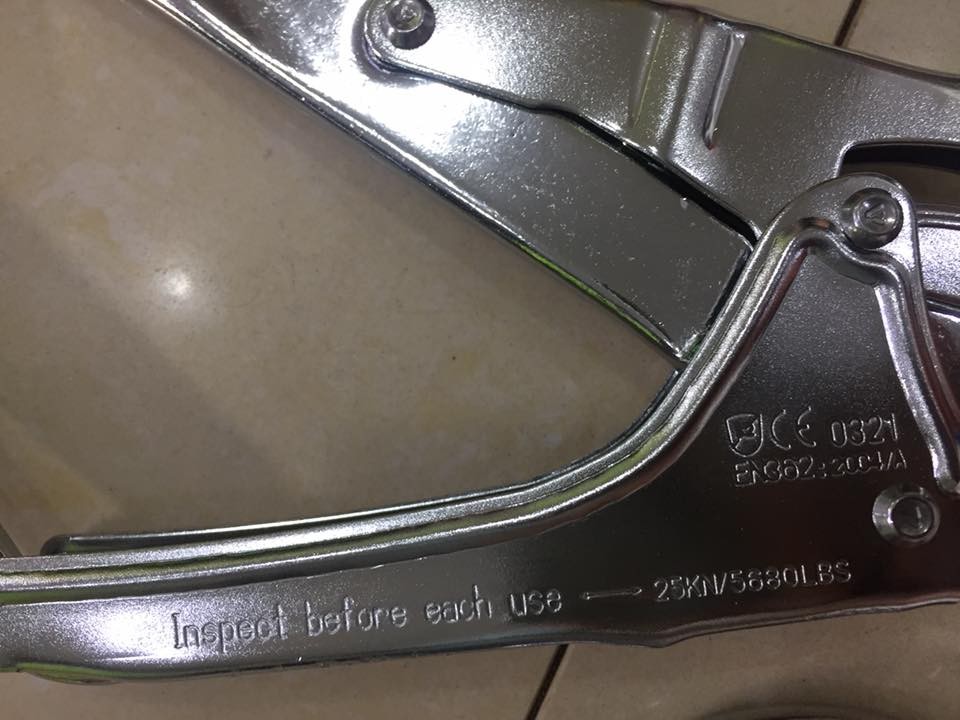 CE 0321
EN362:2004/A
Inspect before each use ⟷ 25KN/5680LBS